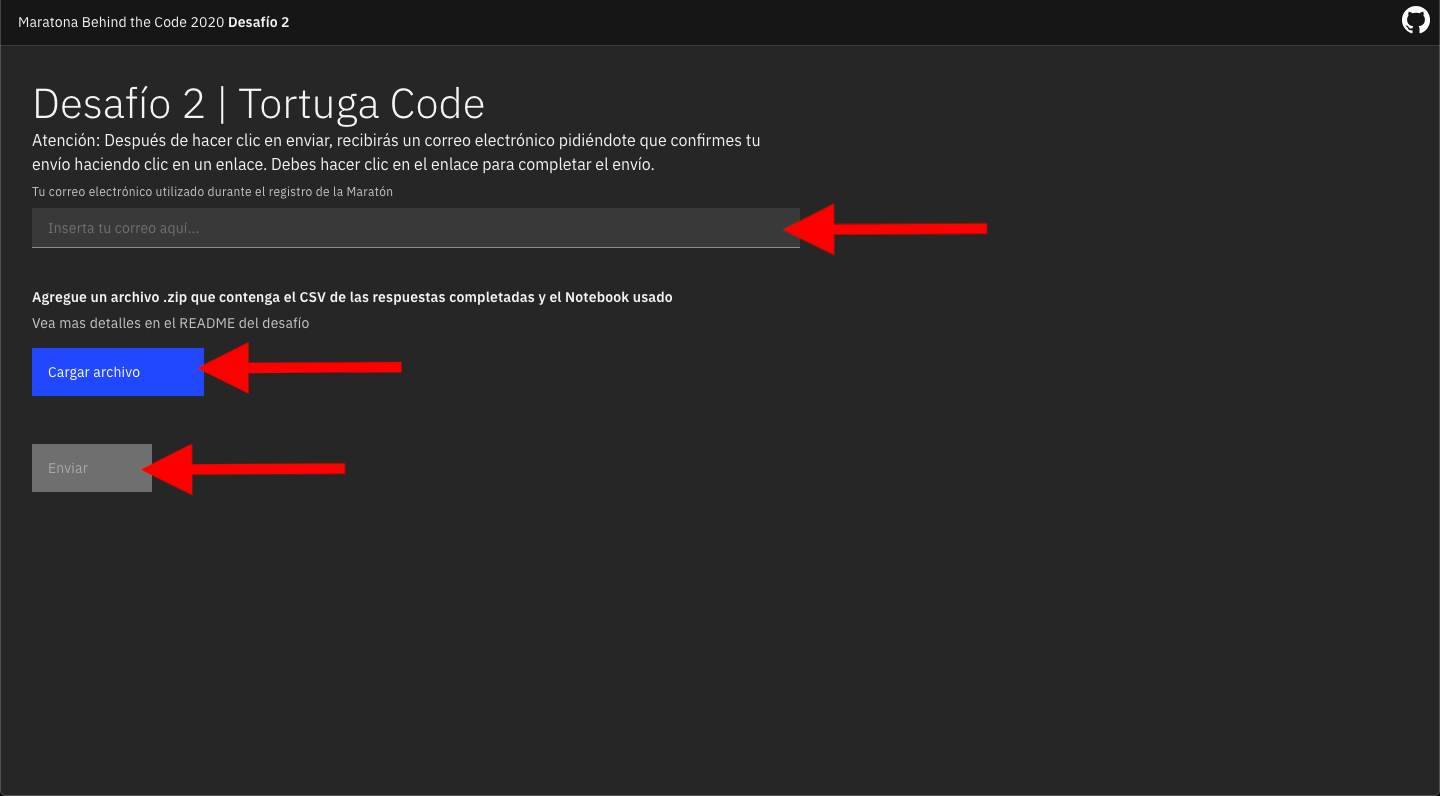 Maratona Behind the Code 2020 Desafío 2
Desafío 2 | Tortuga Code
Atención: Después de hacer clic en enviar, recibirás un correo electrónico pidiéndote que confirmes tu
envío haciendo clic en un enlace. Debes hacer clic en el enlace para completar el envío.
Tu correo electrónico utilizado durante el registro de la Maratón
Inserta tu correo aquí...
Agregue un archivo .zip que contenga el CSV de las respuestas completadas y el Notebook usado
Vea mas detalles en el README del desafío
Cargar archivo
Enviar